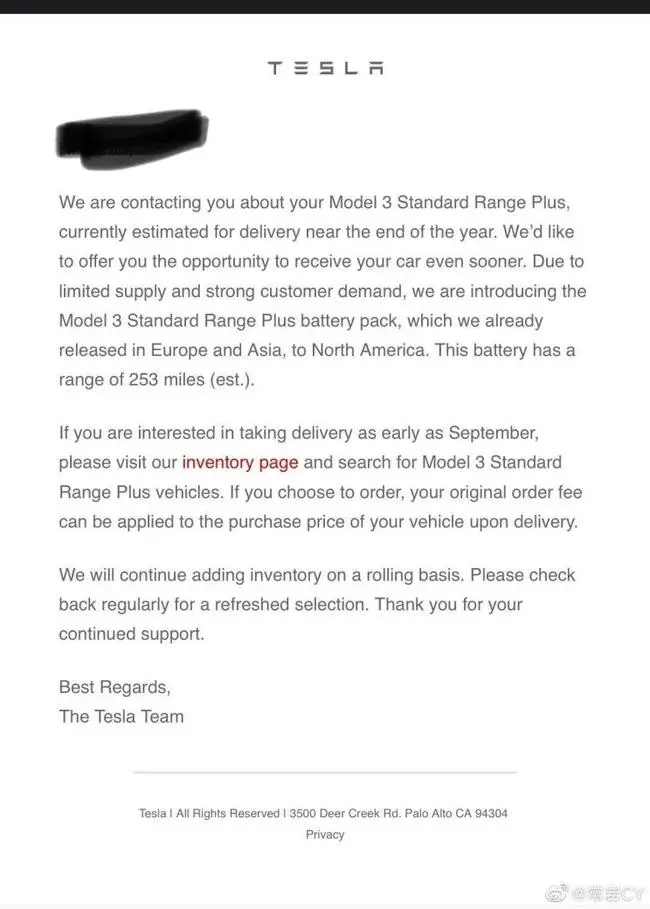 TESLA
We are contacting you about your Model 3 Standard Range Plus,
currently estimated for delivery near the end of the year. We’d like
to offer you the opportunity to receive your car even sooner. Due to
limited supply and strong customer demand, we are introducing the
Model 3 Standard Range Plus battery pack, which we already
released in Europe and Asia, to North America. This battery has a
range of 253 miles (est.).
If you are interested in taking delivery as early as September,
please visit our inventory page and search for Model 3 Standard
Range Plus vehicles. If you choose to order, your original order fee
can be applied to the purchase price of your vehicle upon delivery.
We will continue adding inventory on a rolling basis. Please check
back regularly for a refreshed selection. Thank you for your
continued support.
Best Regards,
The Tesla Team
Tesla | All Rights Reserved | 3500 Deer Creek Rd. Palo Alto CA 94304
Privacy
@常岩CY